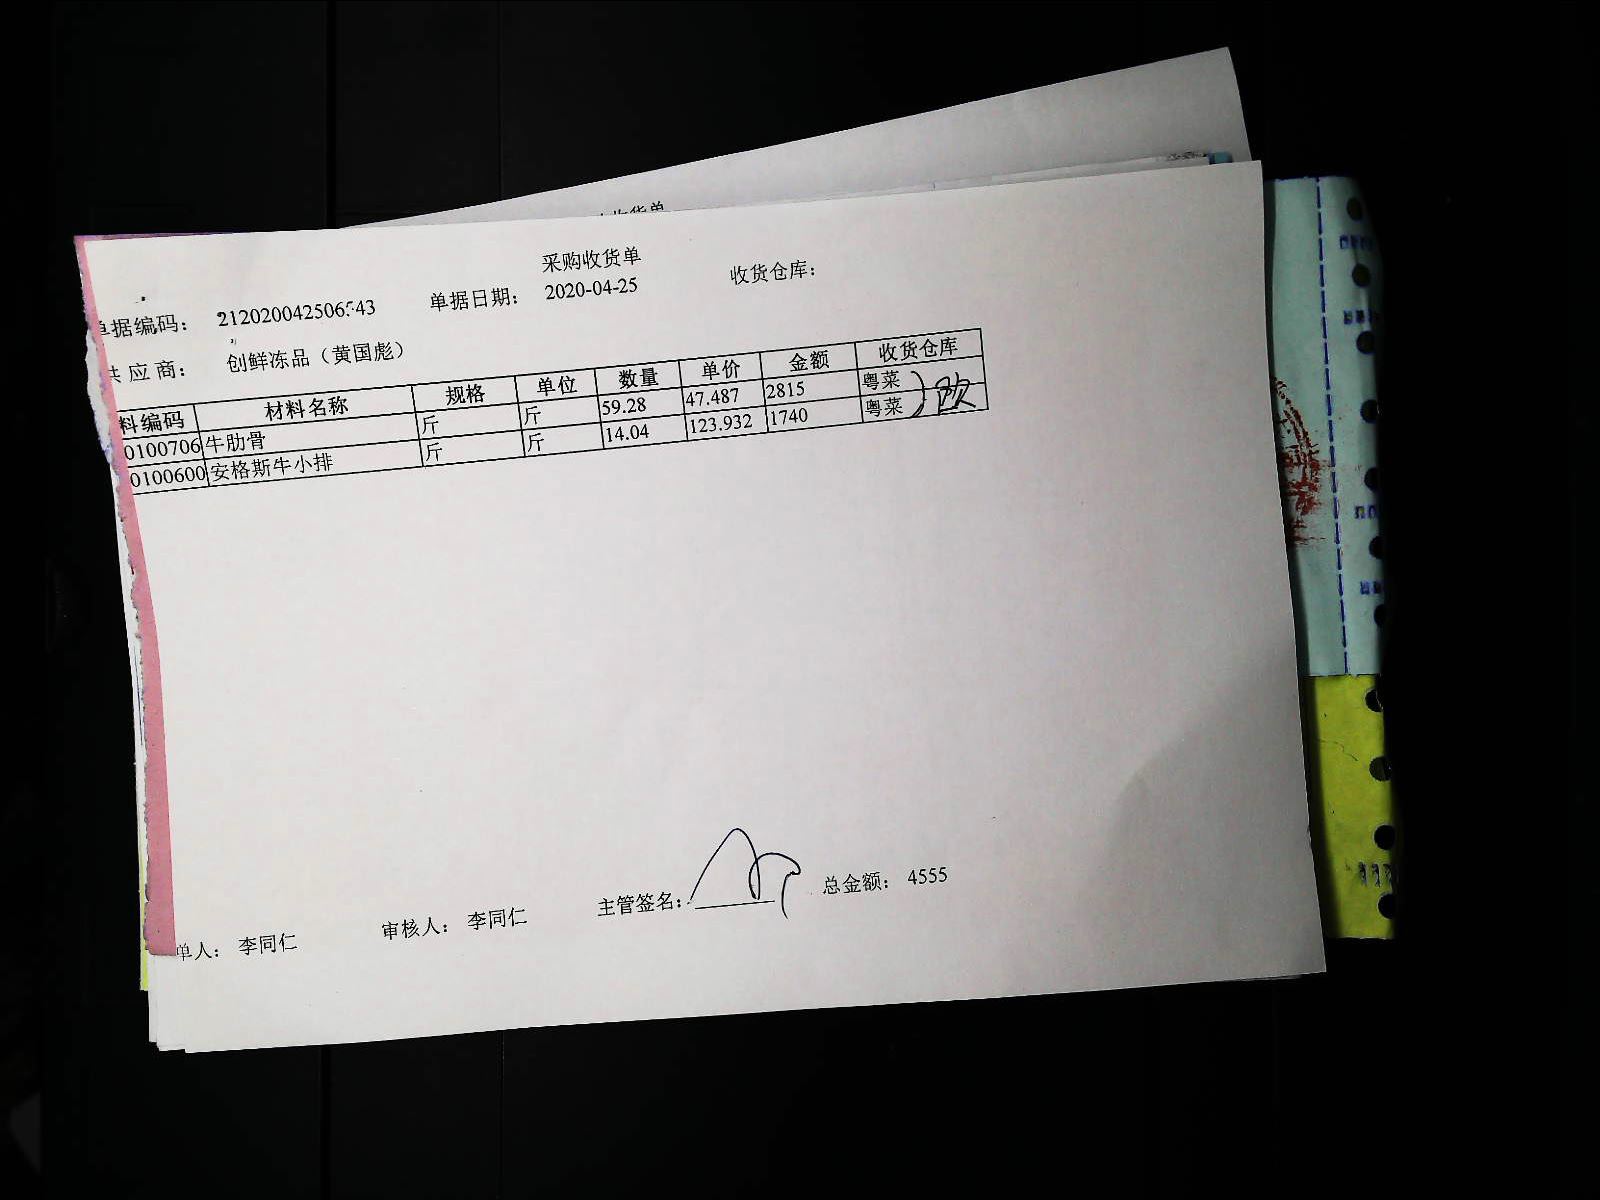 收货单
采购收货单
单据编码： 单据日期： 2020-04-25 收货仓库：
供应商： 创鲜冻品（黄国彪）
料编码 材料名称 规格 单位 数量 单价 金额 收货仓库
0100706 牛肋骨 斤 斤 59.28 47.487 2815 粤菜
0100600 安格斯牛小排 斤 斤 14.04 123.932 1740 粤菜
单人： 李同仁 审核人： 李同仁 主管签名： 总金额： 4555